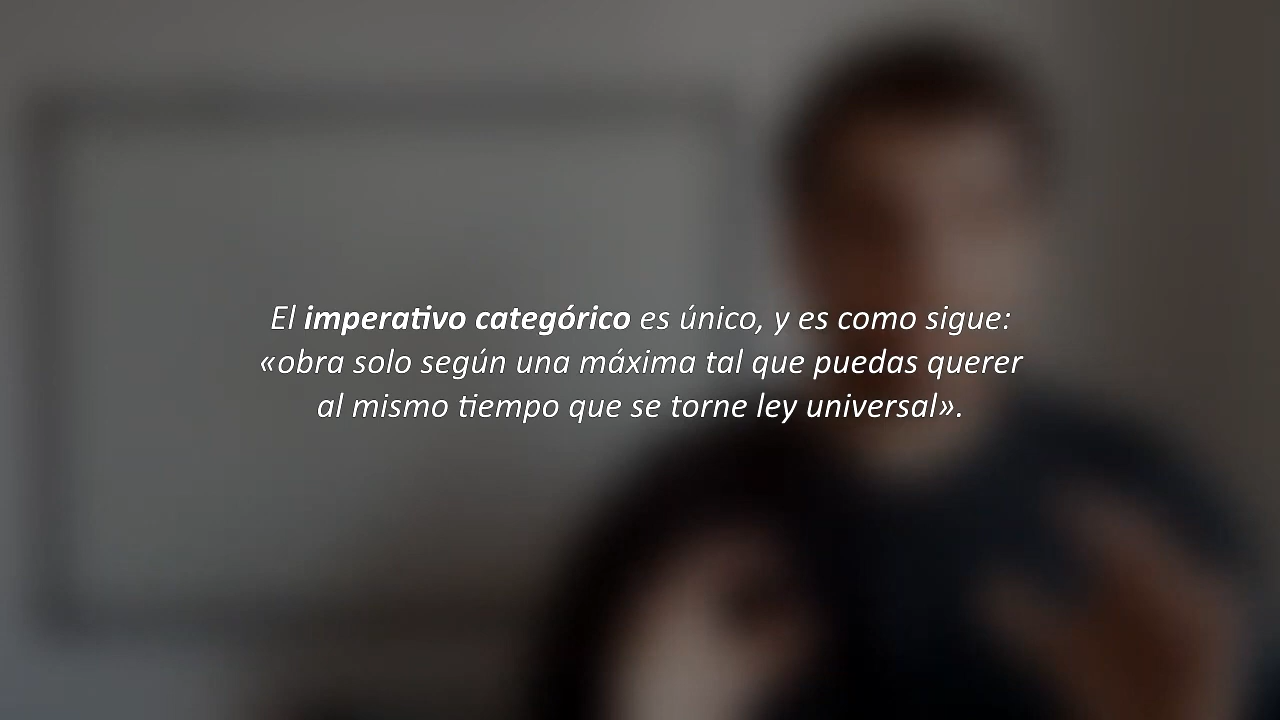 El imperativo categórico es único, y es como sigue:
«obra solo según una máxima tal que puedas querer
al mismo tiempo que se torne ley universal».